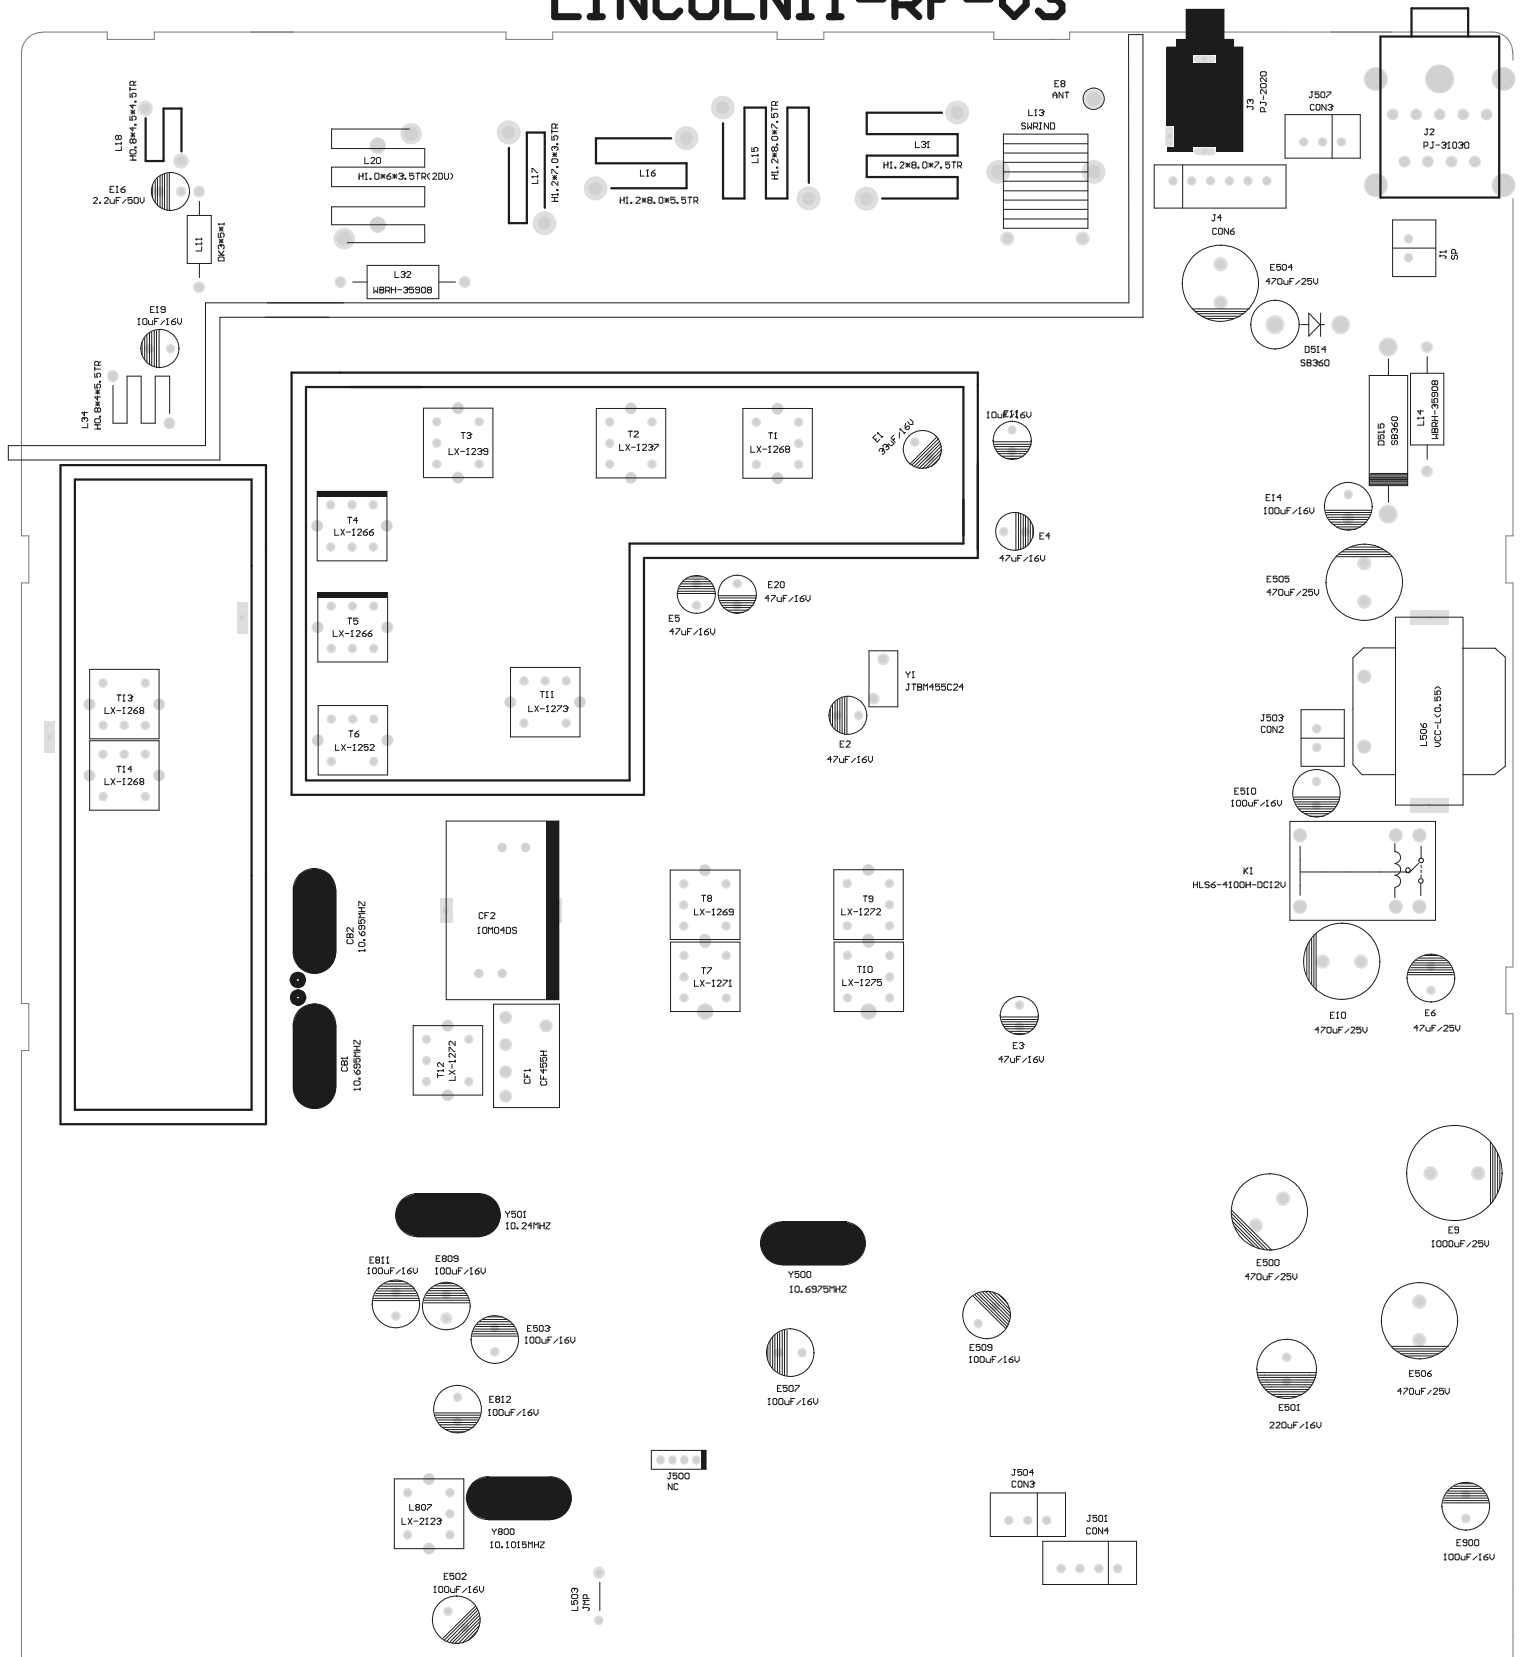 LINCOLNII-RF-V3
L18
H0.8*4.5*4.5TR
E16
2.2uF/50V
L11
DK3*5*1
L20
H1.0*6*3.5TR(2DU)
L17
H1.2*7.0*3.5TR
L16
H1.2*8.0*5.5TR
L15
H1.2*8.0*7.5TR
L31
H1.2*8.0*7.5TR
E8
ANT
L13
SWRIND
J3
PJ-2020
J507
CON3
J2
PJ-31030
J4
CON6
J1
SP
L32
WBRH-35908
E504
470uF/25V
D514
SB360
E19
10uF/16V
L34
H0.8*4*5.5TR
T3
LX-1239
T2
LX-1237
T1
LX-1268
E1
33uF/16V
E11
10uF/16V
D515
SB360
L14
WBRH-35908
T4
LX-1266
E14
100uF/16V
E4
47uF/16V
E505
470uF/25V
E20
47uF/16V
E5
47uF/16V
T5
LX-1266
Y1
JTBM455C24
T13
LX-1268
T11
LX-1273
T6
LX-1252
E2
47uF/16V
J503
CON2
L506
VCC-L(0.55)
T14
LX-1268
E510
100uF/16V
K1
HLS6-4100H-DC12V
CB2
10.695MHZ
CF2
10M04DS
T8
LX-1269
T9
LX-1272
T7
LX-1271
T10
LX-1275
E10
470uF/25V
E6
47uF/25V
CB1
10.695MHZ
T12
LX-1272
CF1
CF455H
E3
47uF/16V
Y501
10.24MHZ
E9
1000uF/25V
E811
100uF/16V
E809
100uF/16V
E500
470uF/25V
Y500
10.6975MHZ
E503
100uF/16V
E509
100uF/16V
E506
470uF/25V
E507
100uF/16V
E812
100uF/16V
E501
220uF/16V
J500
NC
J504
CON3
L807
LX-2123
J501
CON4
Y800
10.1015MHZ
E900
100uF/16V
E502
100uF/16V
L503
JMP